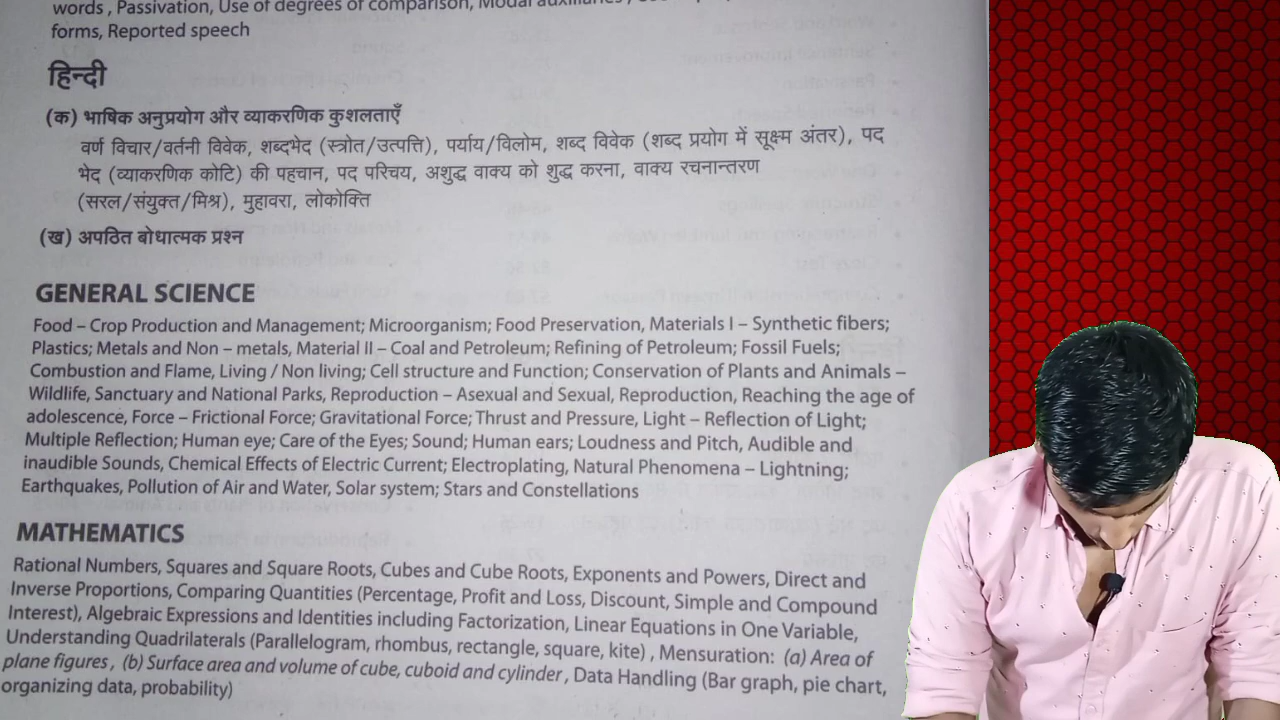 words , Passivation, Use of degrees of comparison, Modal auxiliaries ,
forms, Reported speech
हिन्दी
(क) भाषिक अनुप्रयोग और व्याकरणिक कुशलताएँ
वर्ण विचार/वर्तनी विवेक, शब्दभेद (स्त्रोत/उत्पत्ति), पर्याय/विलोम, शब्द विवेक (शब्द प्रयोग में सूक्ष्म अंतर), पद
भेद (व्याकरणिक कोटि) की पहचान, पद परिचय, अशुद्ध वाक्य को शुद्ध करना, वाक्य रचनान्तरण
(सरल/संयुक्त/मिश्र), मुहावरा, लोकोक्ति
(ख) अपठित बोधात्मक प्रश्न
GENERAL SCIENCE
Food – Crop Production and Management; Microorganism; Food Preservation, Materials I – Synthetic fibers;
Plastics; Metals and Non – metals, Material II – Coal and Petroleum; Refining of Petroleum; Fossil Fuels;
Combustion and Flame, Living / Non living; Cell structure and Function; Conservation of Plants and Animals –
Wildlife, Sanctuary and National Parks, Reproduction – Asexual and Sexual, Reproduction, Reaching the age of
adolescence, Force – Frictional Force; Gravitational Force; Thrust and Pressure, Light – Reflection of Light;
Multiple Reflection; Human eye; Care of the Eyes; Sound; Human ears; Loudness and Pitch, Audible and
inaudible Sounds, Chemical Effects of Electric Current; Electroplating, Natural Phenomena – Lightning;
Earthquakes, Pollution of Air and Water, Solar system; Stars and Constellations
MATHEMATICS
Rational Numbers, Squares and Square Roots, Cubes and Cube Roots, Exponents and Powers, Direct and
Inverse Proportions, Comparing Quantities (Percentage, Profit and Loss, Discount, Simple and Compound
Interest), Algebraic Expressions and Identities including Factorization, Linear Equations in One Variable,
Understanding Quadrilaterals (Parallelogram, rhombus, rectangle, square, kite) , Mensuration: (a) Area of
plane figures , (b) Surface area and volume of cube, cuboid and cylinder , Data Handling (Bar graph, pie chart,
organizing data, probability)